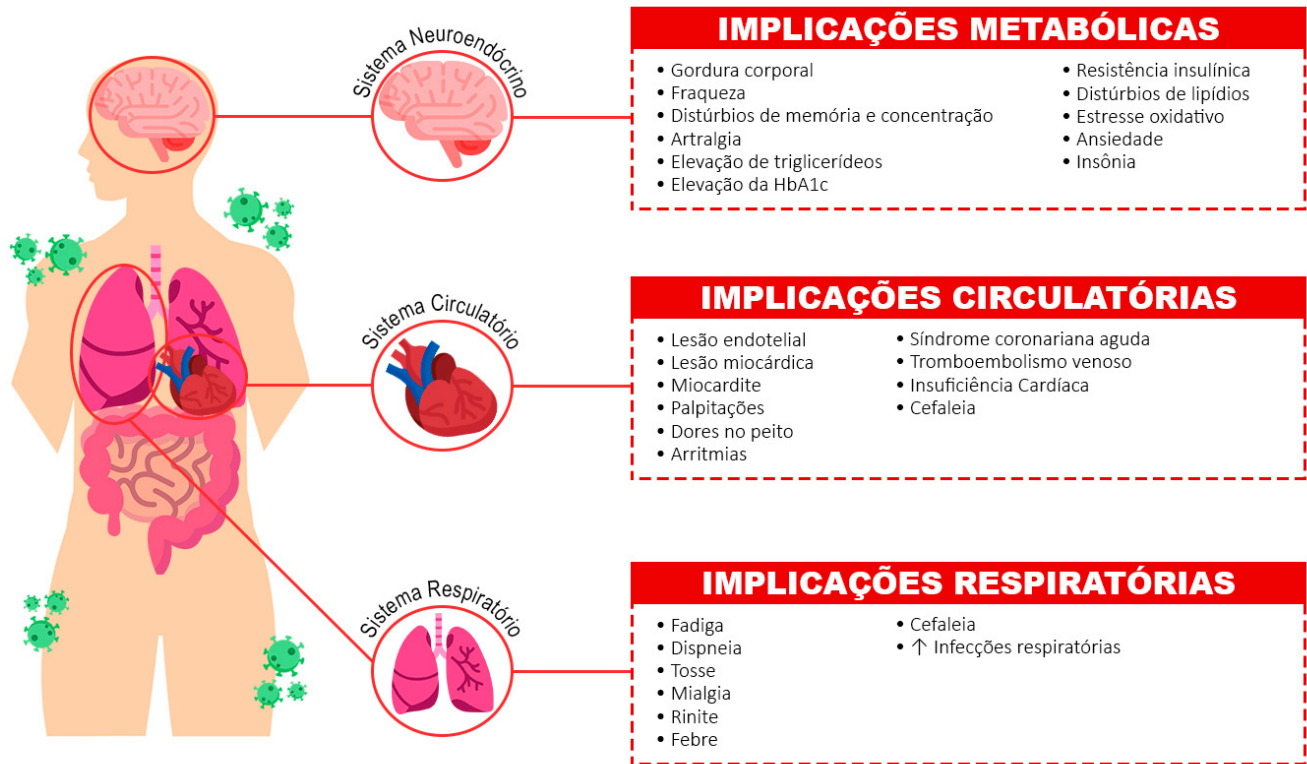 Sistema Neuroendócrino
IMPLICAÇÕES METABÓLICAS
• Gordura corporal
• Fraqueza
• Distúrbios de memória e concentração
• Artralgia
• Elevação de triglicerídeos
• Elevação da HbA1c
• Resistência insulínica
• Distúrbios de lipídios
• Estresse oxidativo
• Ansiedade
• Insônia
Sistema Circulatório
IMPLICAÇÕES CIRCULATÓRIAS
• Lesão endotelial
• Lesão miocárdica
• Miocardite
• Palpitações
• Dores no peito
• Arritmias
• Síndrome coronariana aguda
• Tromboembolismo venoso
• Insuficiência Cardíaca
• Cefaleia
Sistema Respiratório
IMPLICAÇÕES RESPIRATÓRIAS
• Fadiga
• Dispneia
• Tosse
• Mialgia
• Rinite
• Febre
• Cefaleia
• ↑ Infecções respiratórias